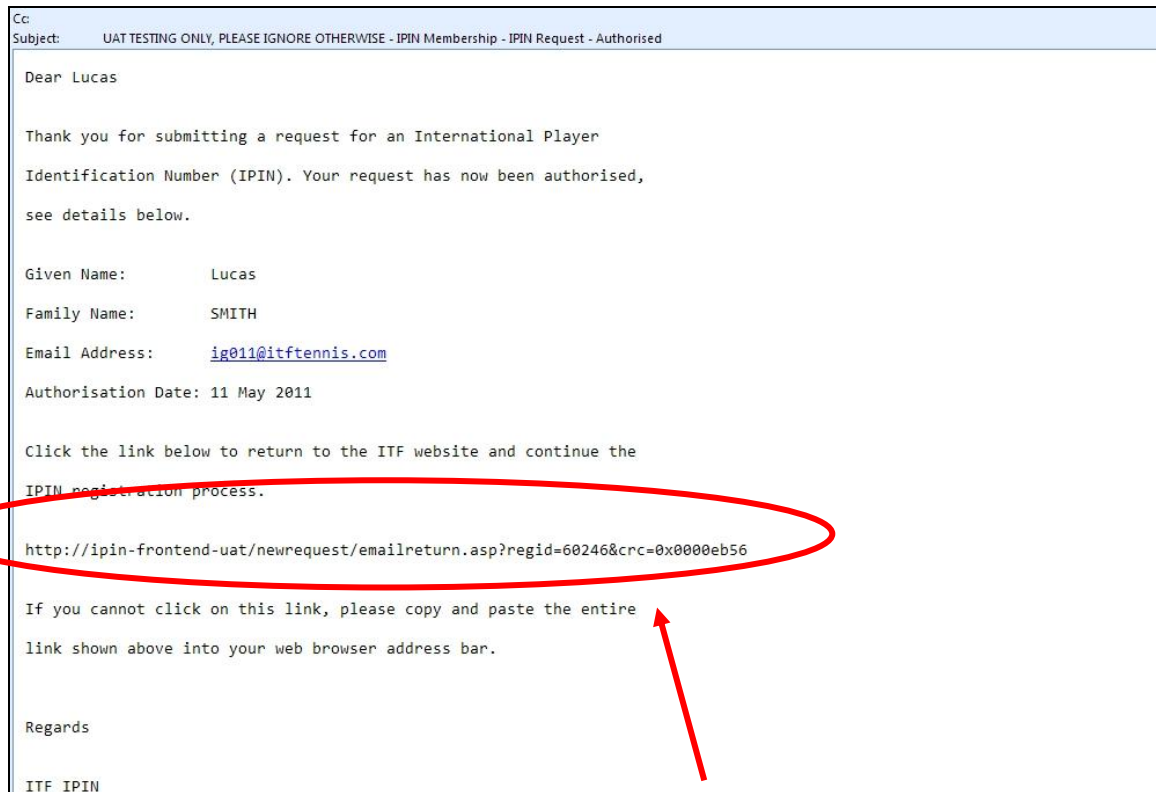 Cc:
Subject: UAT TESTING ONLY, PLEASE IGNORE OTHERWISE - IPIN Membership - IPIN Request - Authorised
Dear Lucas
Thank you for submitting a request for an International Player
Identification Number (IPIN). Your request has now been authorised,
see details below.
Given Name: Lucas
Family Name: SMITH
Email Address: ig011@itftennis.com
Authorisation Date: 11 May 2011
Click the link below to return to the ITF website and continue the
IPIN registration process.
http://ipin-frontend-uat/newrequest/emailreturn.asp?regid=60246&crc=0x0000eb56
If you cannot click on this link, please copy and paste the entire
link shown above into your web browser address bar.
Regards
ITF IPIN